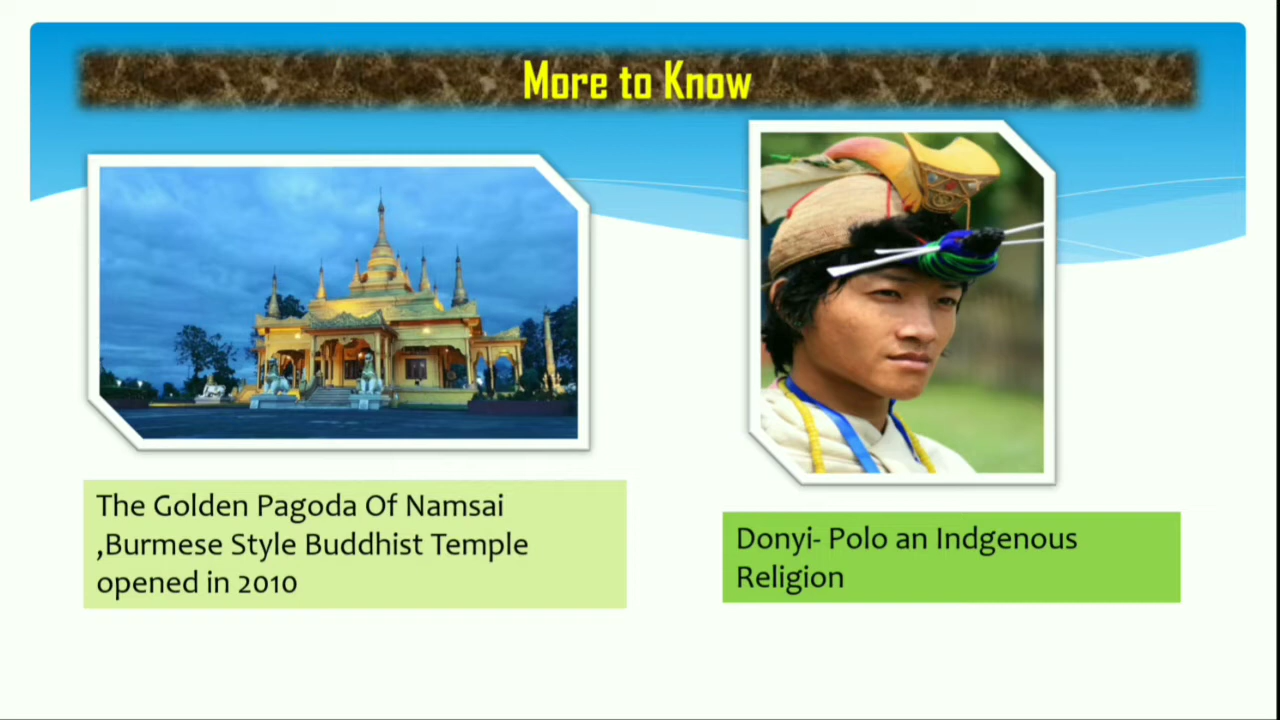 More to Know
The Golden Pagoda Of Namsai
,Burmese Style Buddhist Temple
opened in 2010
Donyi- Polo an Indgenous
Religion